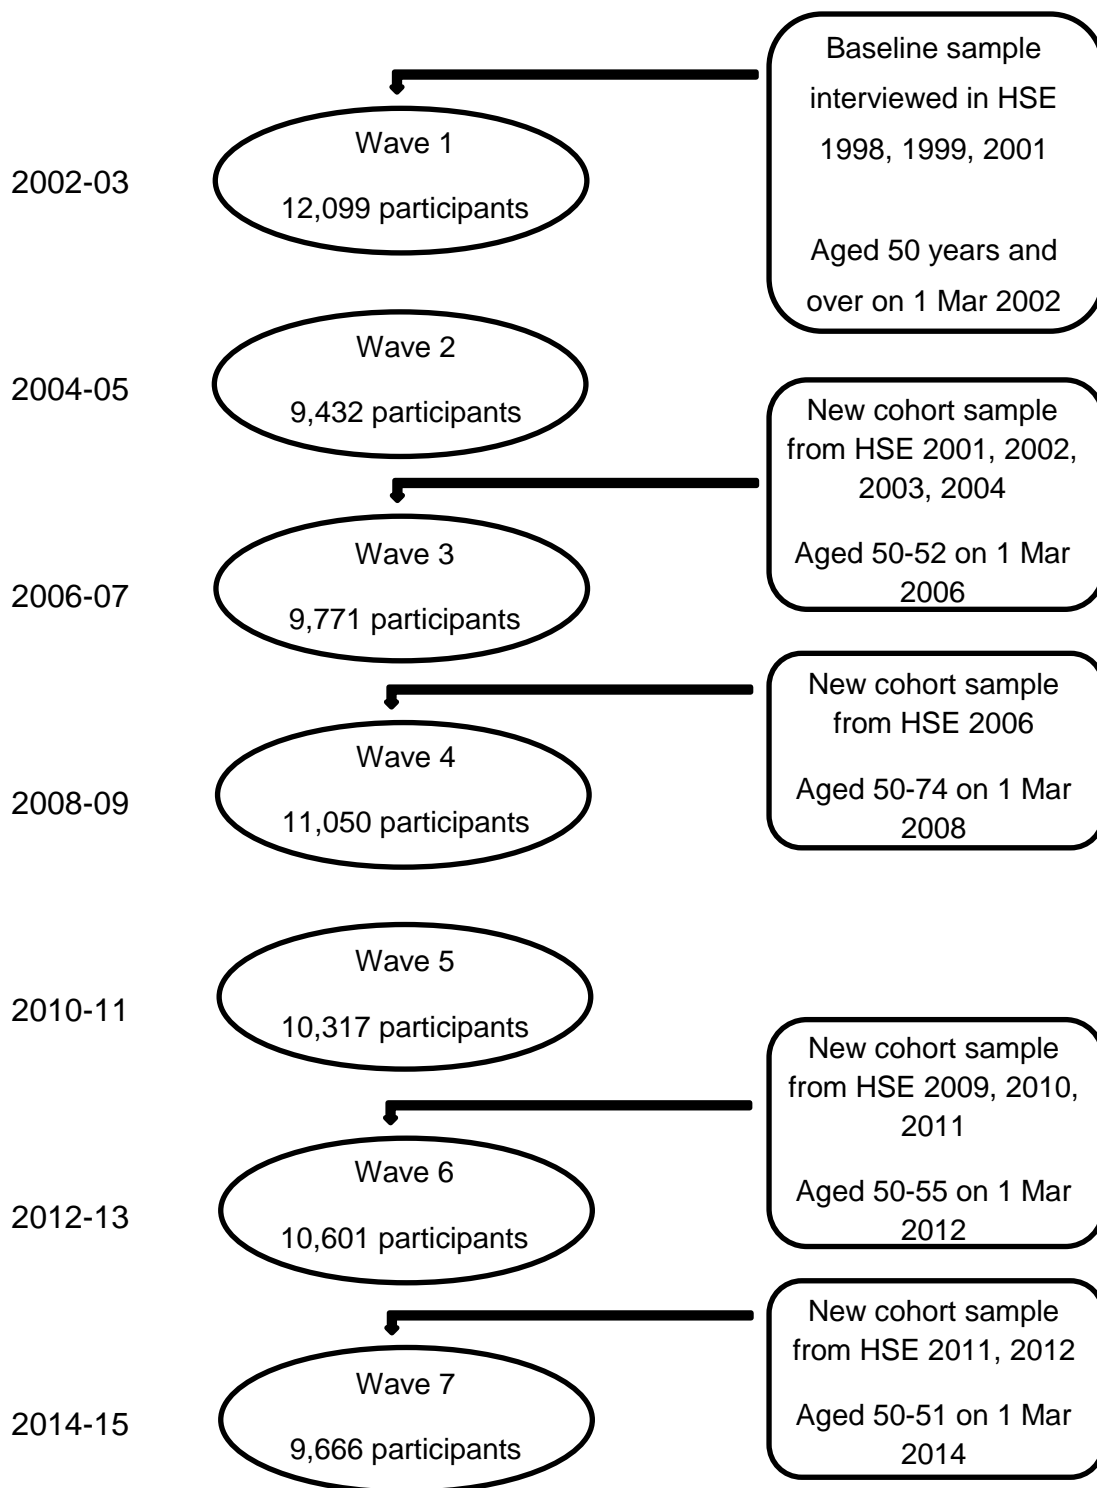 Baseline sample
interviewed in HSE
1998, 1999, 2001
Aged 50 years and
over on 1 Mar 2002
2002-03
Wave 1
12,099 participants
2004-05
Wave 2
9,432 participants
New cohort sample
from HSE 2001, 2002,
2003, 2004
Aged 50-52 on 1 Mar
2006
2006-07
Wave 3
9,771 participants
New cohort sample
from HSE 2006
Aged 50-74 on 1 Mar
2008
2008-09
Wave 4
11,050 participants
2010-11
Wave 5
10,317 participants
New cohort sample
from HSE 2009, 2010,
2011
Aged 50-55 on 1 Mar
2012
2012-13
Wave 6
10,601 participants
New cohort sample
from HSE 2011, 2012
Aged 50-51 on 1 Mar
2014
2014-15
Wave 7
9,666 participants